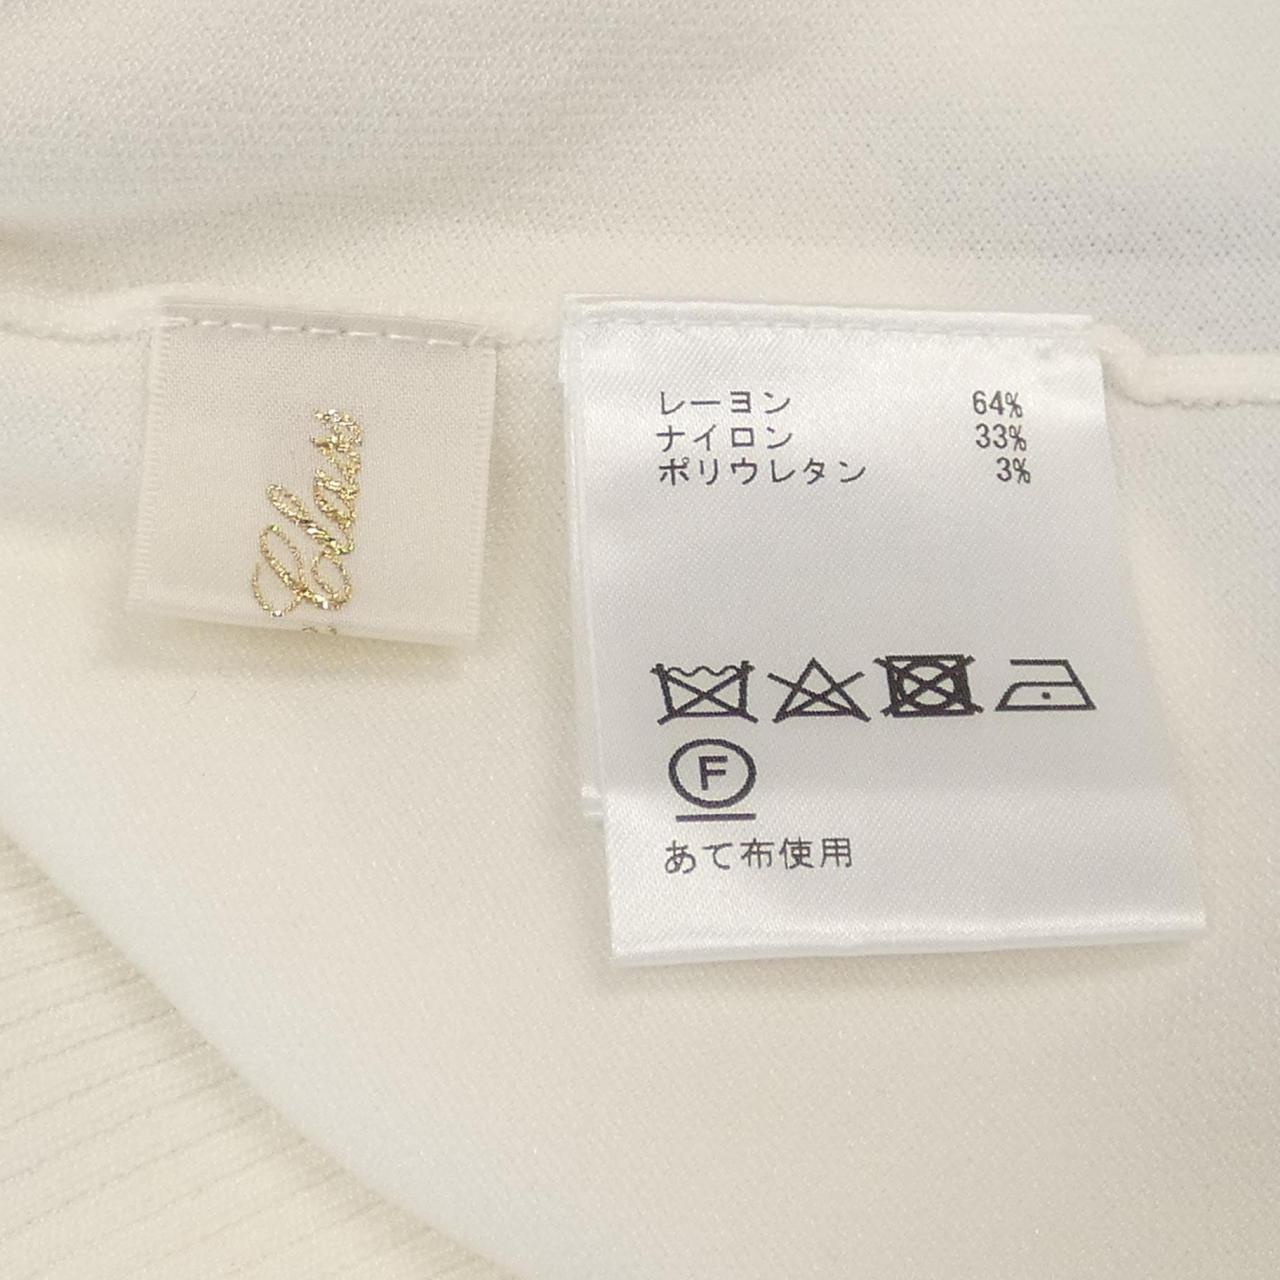 Class
レーヨン 64%
ナイロン 33%
ポリウレタン 3%
F
あて布使用